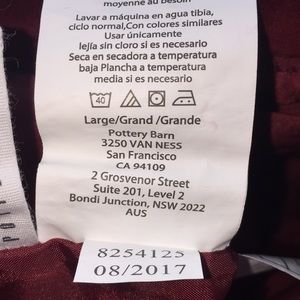 moyenne au besoin
Lavar a máquina en agua tibia,
ciclo normal,Con colores similares
Usar únicamente
lejía sin cloro si es necesario
Seca en secadora a temperatura
baja Plancha a temperatura
media si es necesario
40
Large/Grand /Grande
Pottery Barn
3250 VAN NESS
San Francisco
CA 94109
2 Grosvenor Street
Suite 201, Level 2
Bondi Junction, NSW 2022
AUS
8254125
08/2017